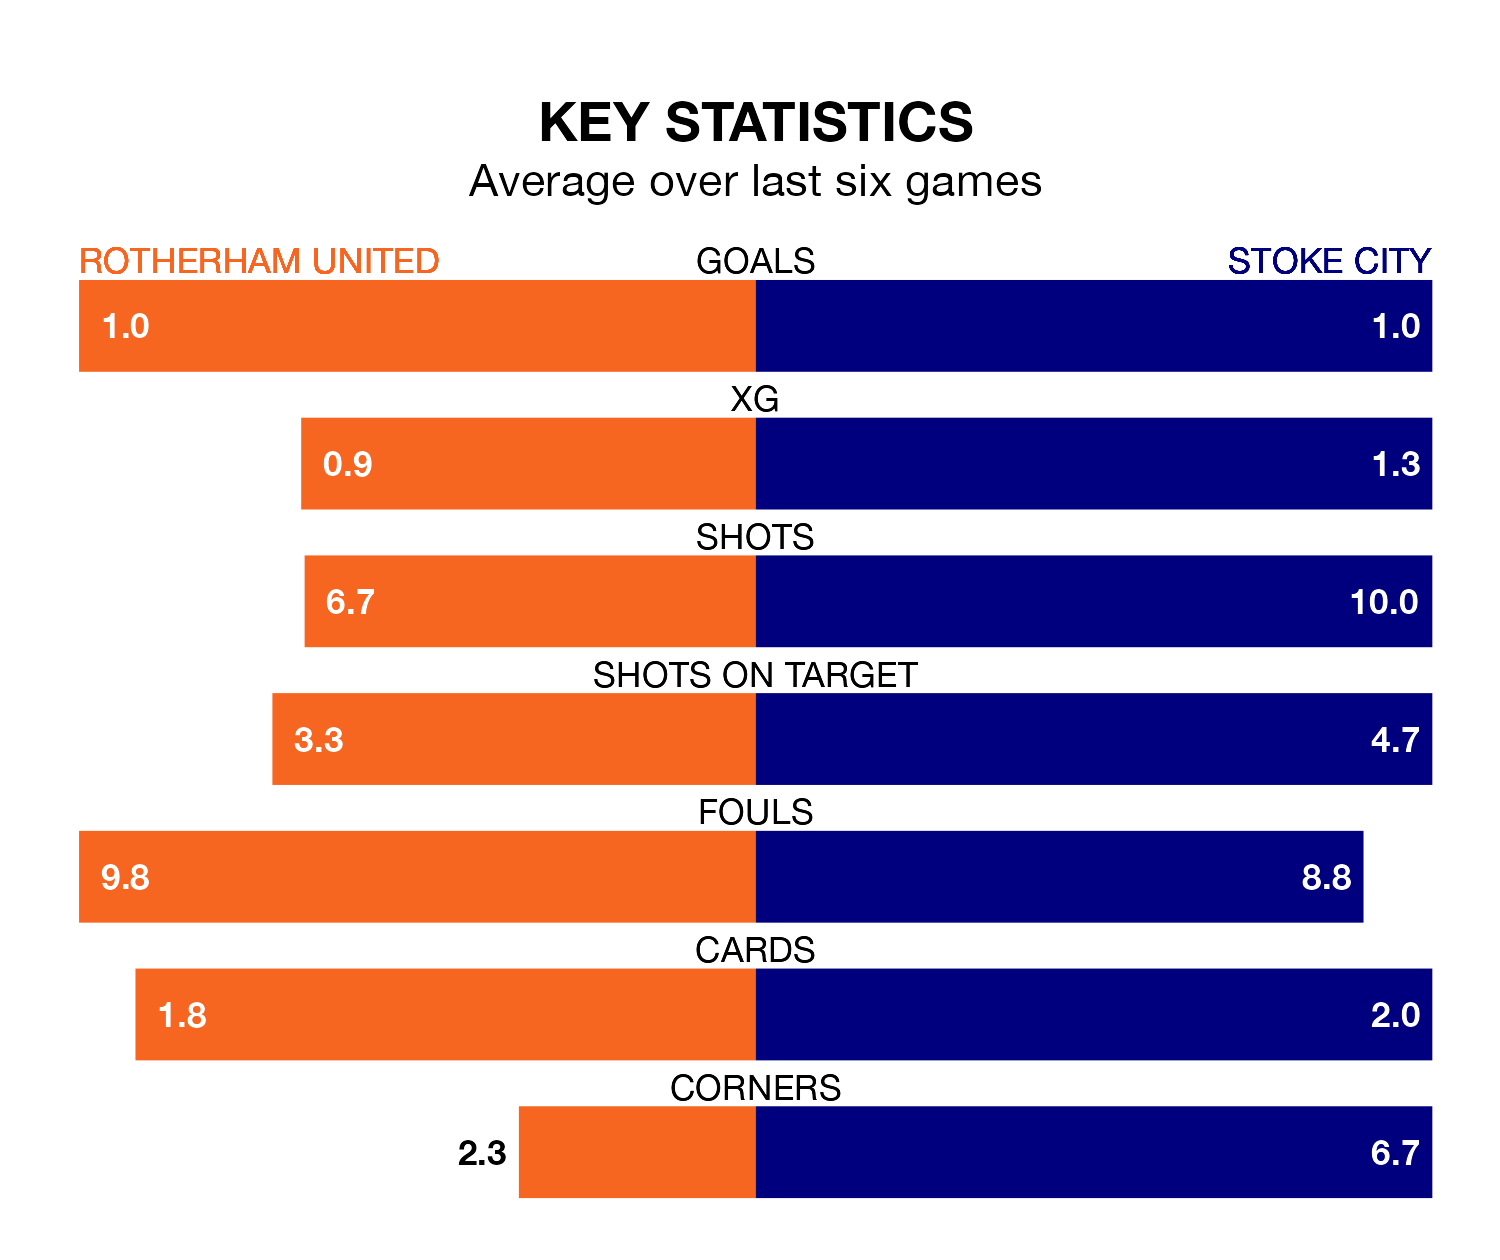 KEY STATISTICS
Average over last six games
ROTHERHAM UNITED GOALS STOKE CITY
1.0 1.0
XG
0.9 1.3
SHOTS
6.7 10.0
SHOTS ON TARGET
3.3 4.7
FOULS
9.8 8.8
CARDS
1.8 2.0
CORNERS
2.3 6.7